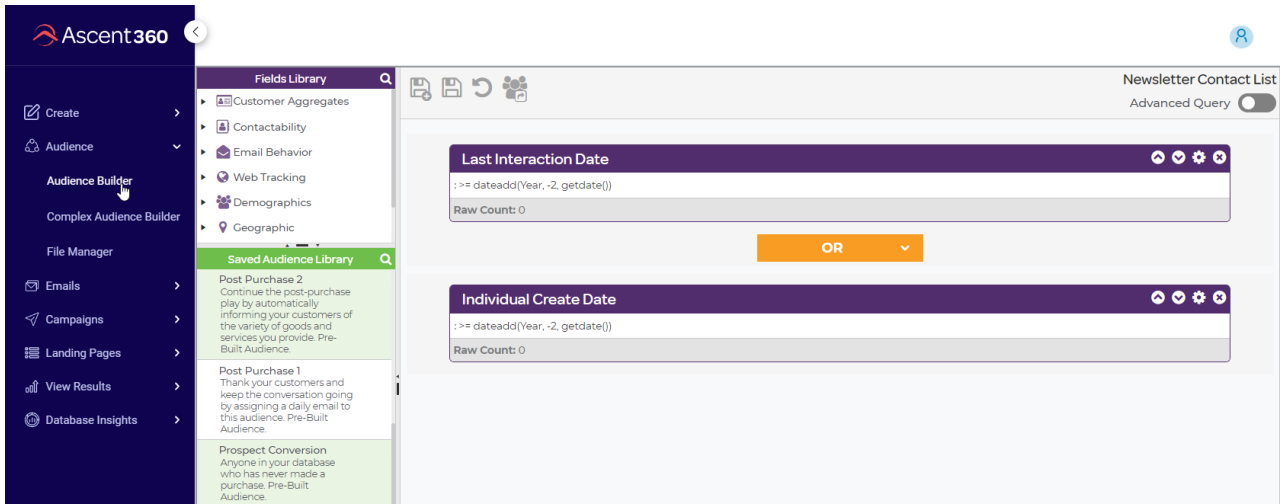 Ascent360
Create
Audience
Audience Builder
Complex Audience Builder
File Manager
Emails
Campaigns
Landing Pages
View Results
Database Insights
Fields Library
Customer Aggregates
Contactability
Email Behavior
Web Tracking
Demographics
Geographic
Saved Audience Library
Post Purchase 2
Continue the post-purchase
play by automatically
informing your customers of
the variety of goods and
services you provide. Pre-
Built Audience.
Post Purchase 1
Thank your customers and
keep the conversation going
by assigning a daily email to
this audience. Pre-Built
Audience.
Prospect Conversion
Anyone in your database
who has never made a
purchase. Pre-Built
Audience.
Newsletter Contact List
Advanced Query
Last Interaction Date
: >= dateadd(Year, -2, getdate())
Raw Count: 0
OR
Individual Create Date
: >= dateadd(Year, -2, getdate())
Raw Count: 0